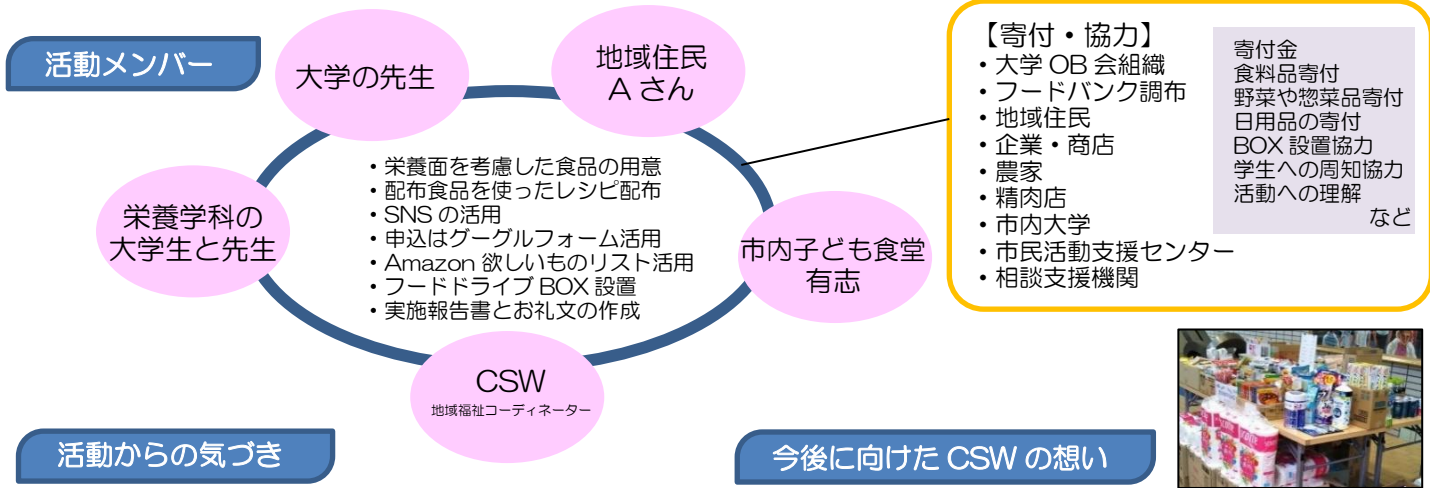 活動メンバー
大学の先生
地域住民
A さん
栄養学科の
大学生と先生
・栄養面を考慮した食品の用意
・配布食品を使ったレシピ配布
・SNS の活用
・申込はグーグルフォーム活用
・Amazon 欲しいものリスト活用
・フードドライブ BOX 設置
・実施報告書とお礼文の作成
市内子ども食堂
有志
CSW
地域福祉コーディネーター
【寄付・協力】
・大学 OB 会組織
・フードバンク調布
・地域住民
・企業・商店
・農家
・精肉店
・市内大学
・市民活動支援センター
・相談支援機関
寄付金
食料品寄付
野菜や惣菜品寄付
日用品の寄付
BOX 設置協力
学生への周知協力
活動への理解
など
活動からの気づき
今後に向けた CSW の想い